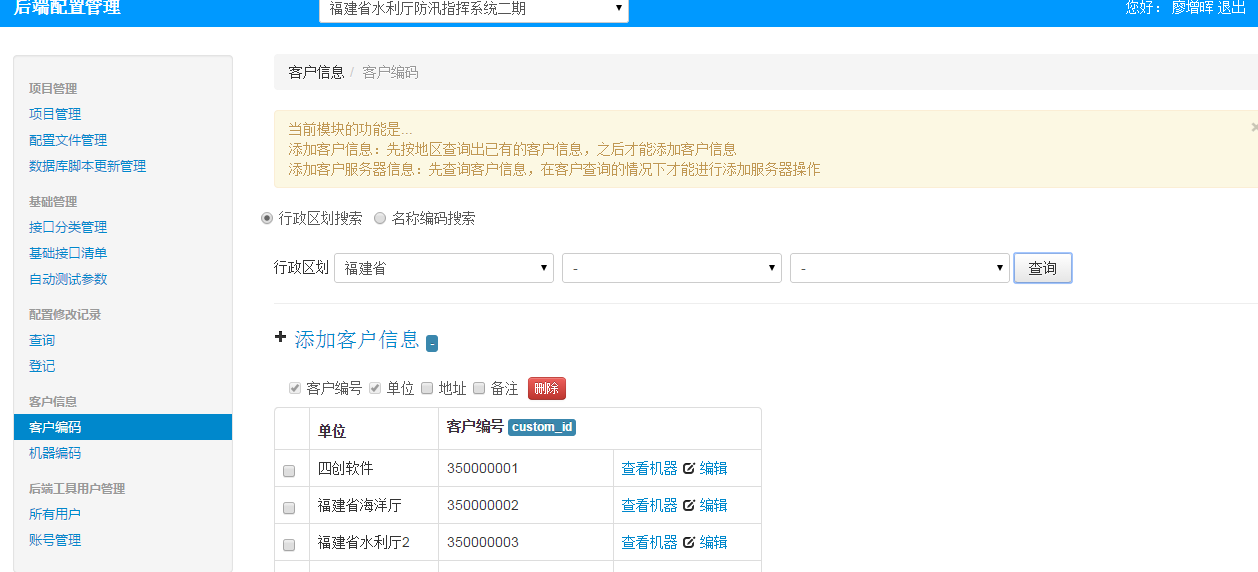 后端配置管理
福建省水利厅防汛指挥系统二期
您好： 廖增晖 退出
项目管理
项目管理
配置文件管理
数据库脚本更新管理
基础管理
接口分类管理
基础接口清单
自动测试参数
配置修改记录
查询
登记
客户信息
客户编码
机器编码
后端工具用户管理
所有用户
账号管理
客户信息 / 客户编码
当前模块的功能是...
添加客户信息：先按地区查询出已有的客户信息，之后才能添加客户信息
添加客户服务器信息：先查询客户信息，在客户查询的情况下才能进行添加服务器操作
行政区划搜索 名称编码搜索
行政区划 福建省 - - 查询
添加客户信息 -
客户编号 单位 地址 备注 删除
单位 客户编号 custom_id
四创软件 350000001 查看机器 编辑
福建省海洋厅 350000002 查看机器 编辑
福建省水利厅2 350000003 查看机器 编辑